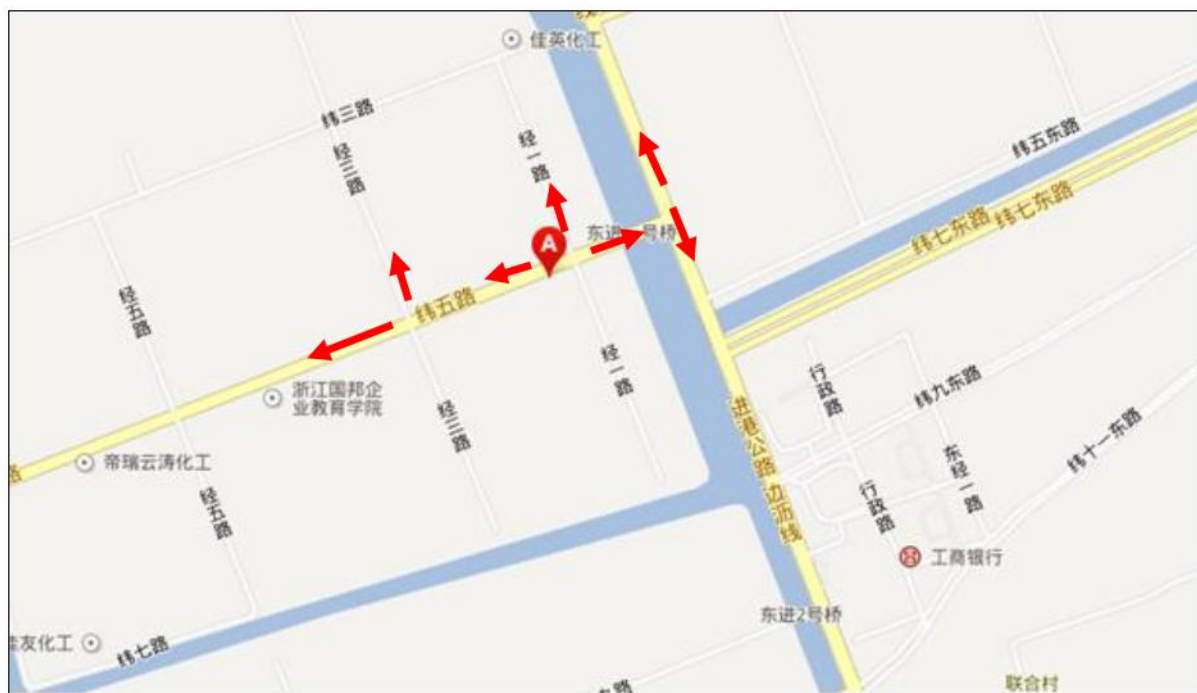 佳英化工
纬三路
经三路
经一路
纬五东路
东进
号桥
A
纬七东路
纬七东路
经五路
纬五路
经一路
行政路
浙江国邦企
业教育学院
纬九东路
经三路
进港公路
边沥线
东经一路
纬十一东路
路
帝瑞云涛化工
经五路
行政路
工商银行
东进2号桥
佳友化工
纬七路
联合村